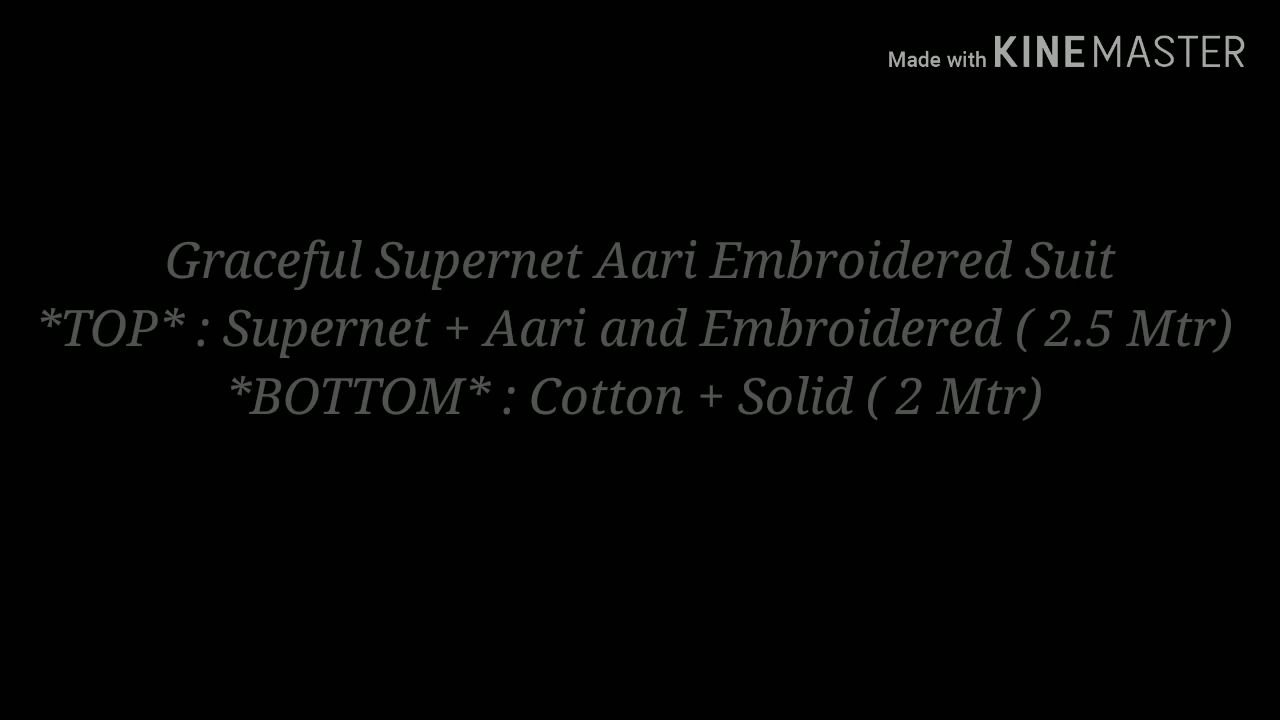 Made with KINEMASTER
Graceful Supernet Aari Embroidered Suit
*TOP* : Supernet + Aari and Embroidered ( 2.5 Mtr)
*BOTTOM* : Cotton + Solid ( 2 Mtr)